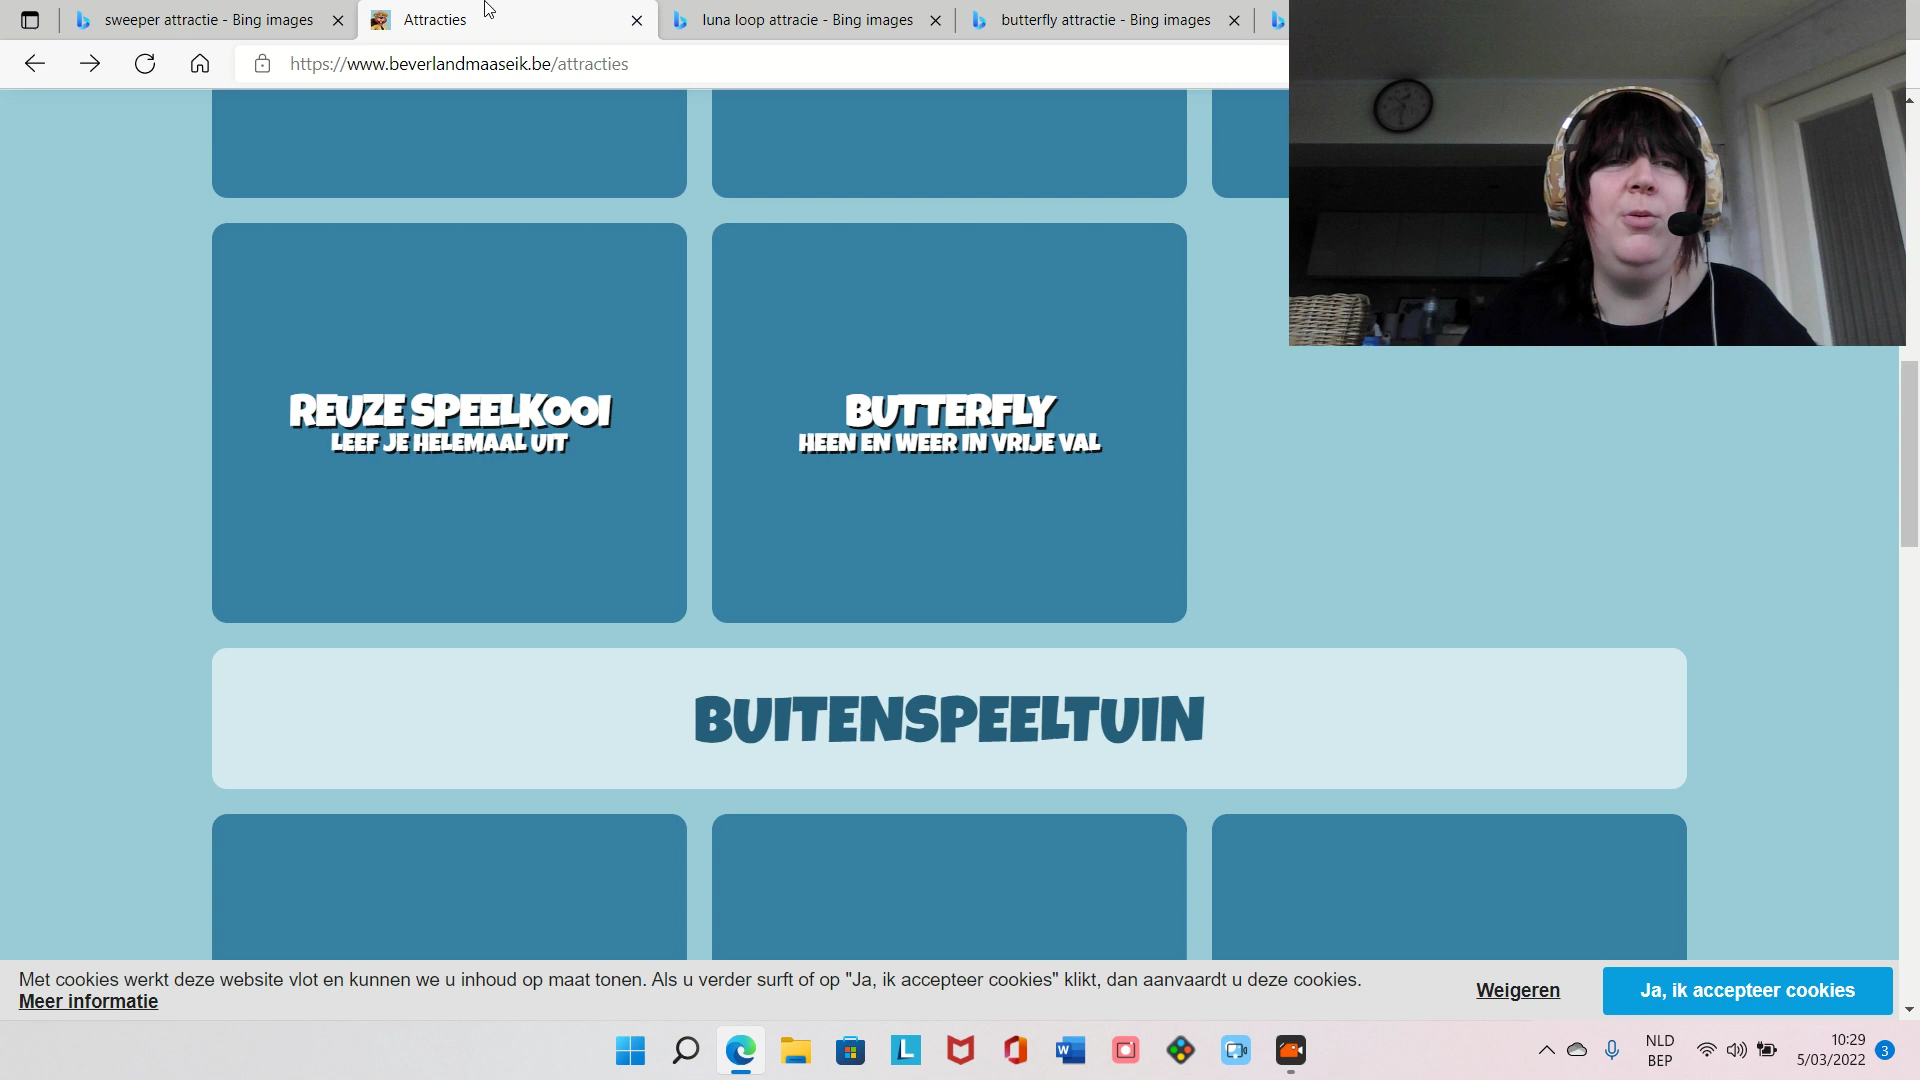 sweeper attractie - Bing images
Attracties
luna loop attracie - Bing images
butterfly attractie - Bing images
https://www.beverlandmaaseik.be/attracties
REUZE SPEELKOOI
LEEF JE HELEMAAL UIT
BUTTERFLY
HEEN EN WEER IN VRIJE VAL
BUITENSPEELTUIN
Met cookies werkt deze website vlot en kunnen we u inhoud op maat tonen. Als u verder surft of op "Ja, ik accepteer cookies" klikt, dan aanvaardt u deze cookies.
Meer informatie
Weigeren
Ja, ik accepteer cookies
NLD
BEP
10:29
5/03/2022
3